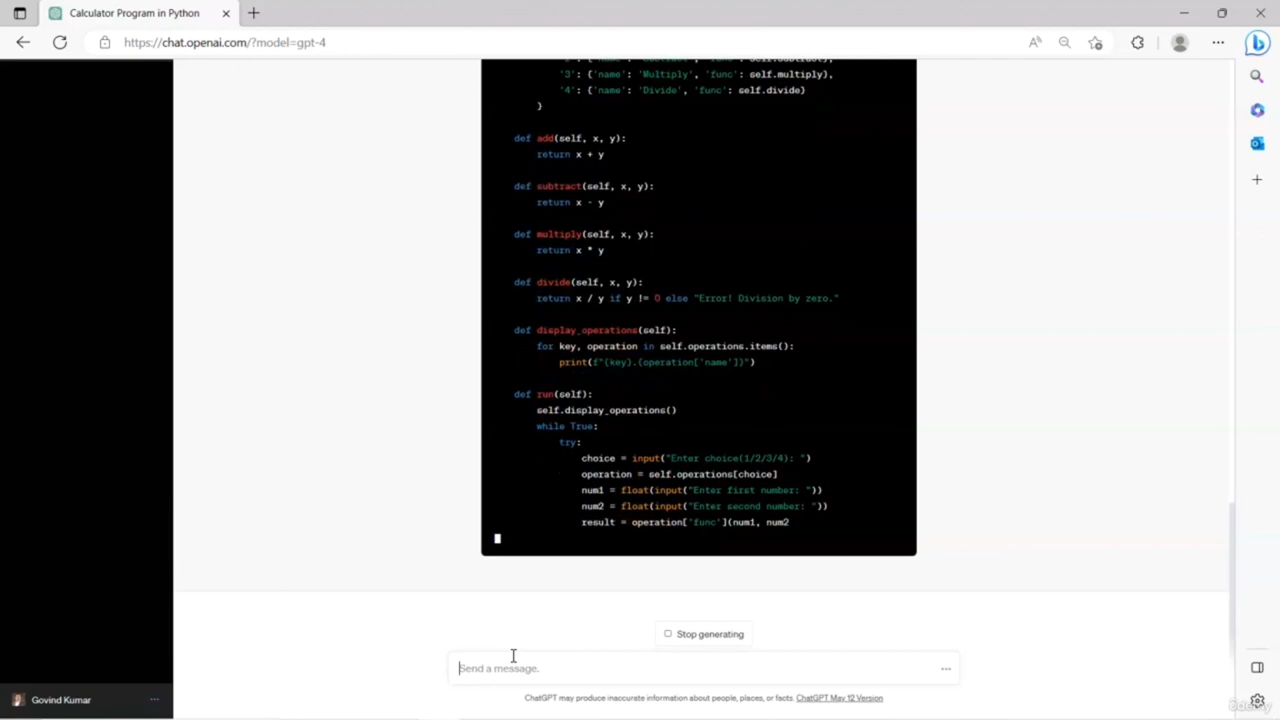 Calculator Program in Python
https://chat.openai.com/?model=gpt-4
'3': {'name': 'Multiply', 'func': self.multiply},
'4': {'name': 'Divide', 'func': self.divide}
}
def add(self, x, y):
return x + y
def subtract(self, x, y):
return x - y
def multiply(self, x, y):
return x * y
def divide(self, x, y):
return x / y if y != 0 else "Error! Division by zero."
def display_operations(self):
for key, operation in self.operations.items():
print(f"{key}.{operation['name']}")
def run(self):
self.display_operations()
while True:
try:
choice = input("Enter choice(1/2/3/4): ")
operation = self.operations[choice]
num1 = float(input("Enter first number: "))
num2 = float(input("Enter second number: "))
result = operation['func'](num1, num2
Stop generating
Send a message.
ChatGPT may produce inaccurate information about people, places, or facts. ChatGPT May 12 Version
Govind Kumar